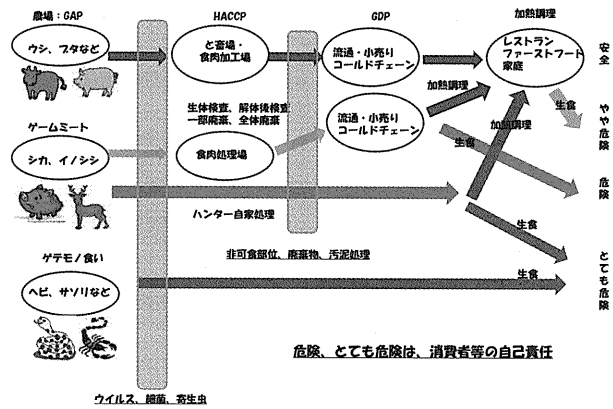 農場:GAP
HACCP
GDP
加熱調理
ウシ、ブタなど
と畜場・
食肉加工場
流通・小売り
コールドチェーン
レストラン
ファーストフード
家庭
安全
加熱調理
生食
やや危険
生体検査、解体後検査
一部廃棄、全体廃棄
流通・小売り
コールドチェーン
ゲームミート
シカ、イノシシ
食肉処理場
生食
加熱調理
危険
ハンター自家処理
生食
ゲテモノ食い
非可食部位、廃棄物、汚泥処理
とても危険
ヘビ、サソリなど
生食
危険、とても危険は、消費者等の自己責任
ウイルス、細菌、寄生虫